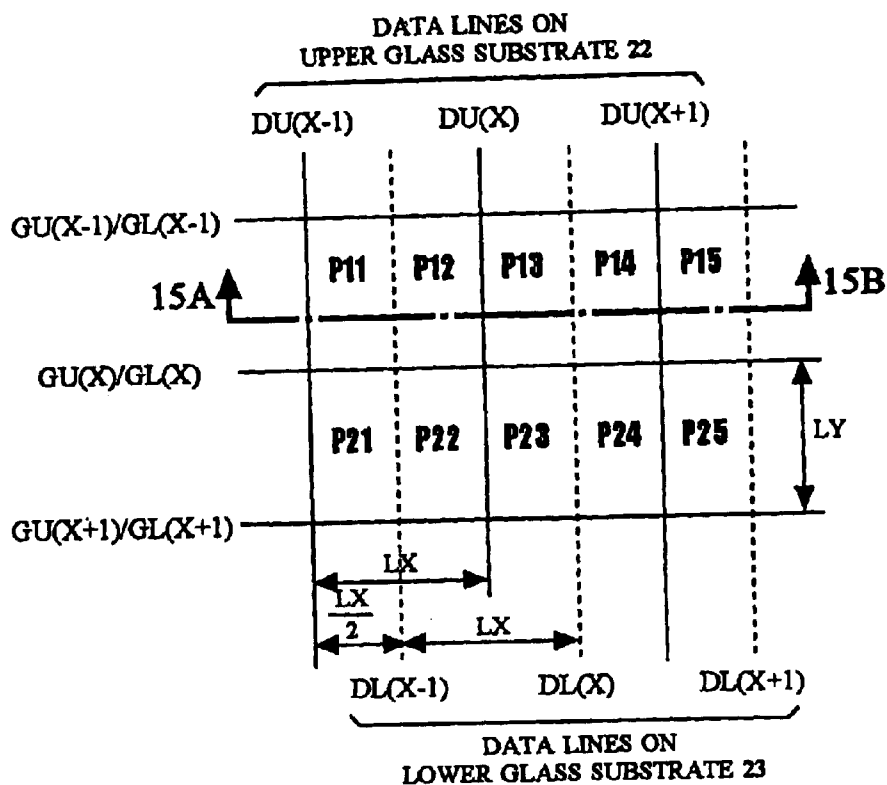 DATA LINES ON
UPPER GLASS SUBSTRATE 22
DU(X-1) DU(X) DU(X+1)
GU(X-1)/GL(X-1)
P11 P12 P13 P14 P15
15A 15B
GU(X)/GL(X)
P21 P22 P23 P24 P25
LY
GU(X+1)/GL(X+1)
LX
LX
2
LX
DL(X-1) DL(X) DL(X+1)
DATA LINES ON
LOWER GLASS SUBSTRATE 23